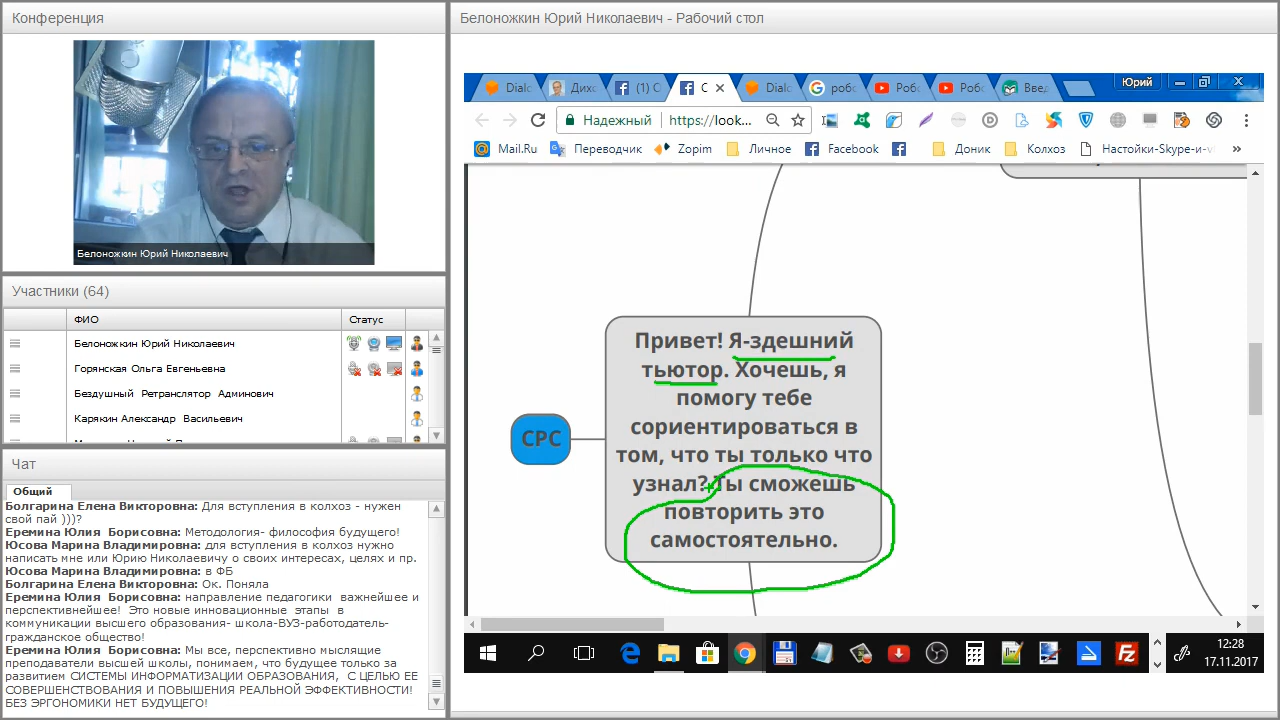 Конференция
Белоножкин Юрий Николаевич
Участники (64)
ФИО
Статус
Белоножкин Юрий Николаевич
Горянская Ольга Евгеньевна
Бездушный Ретранслятор Админович
Карякин Александр Васильевич
Чат
Общий
Болгарина Елена Викторовна: Для вступления в колхоз - нужен
свой пай )))?
Еремина Юлия Борисовна: Методология- философия будущего!
Юсова Марина Владимировна: для вступления в колхоз нужно
написать мне или Юрию Николаевичу о своих интересах, целях и пр.
Юсова Марина Владимировна: в ФБ
Болгарина Елена Викторовна: Ок. Поняла
Еремина Юлия Борисовна: направление педагогики важнейшее и
перспективнейшее! Это новые инновационные этапы в
коммуникации высшего образования- школа-ВУЗ-работодатель-
гражданское общество!
Еремина Юлия Борисовна: Мы все, перспективно мыслящие
преподаватели высшей школы, понимаем, что будущее только за
развитием СИСТЕМЫ ИНФОРМАТИЗАЦИИ ОБРАЗОВАНИЯ, С ЦЕЛЬЮ ЕЕ
СОВЕРШЕНСТВОВАНИЯ И ПОВЫШЕНИЯ РЕАЛЬНОЙ ЭФФЕКТИВНОСТИ!
БЕЗ ЭРГОНОМИКИ НЕТ БУДУЩЕГО!
Белоножкин Юрий Николаевич - Рабочий стол
Dialo
Дихо
(1) С
С
Dialo
робо
Робо
Робо
Введ
Юрий
Надежный
https://look...
Mail.Ru
Переводчик
Zopim
Личное
Facebook
Доник
Колхоз
Настойки-Skype-и-v
»
Привет! Я-здешний
тьютор. Хочешь, я
помогу тебе
сориентироваться в
том, что ты только что
узнал? Ты сможешь
повторить это
самостоятельно.
СРС
12:28
17.11.2017